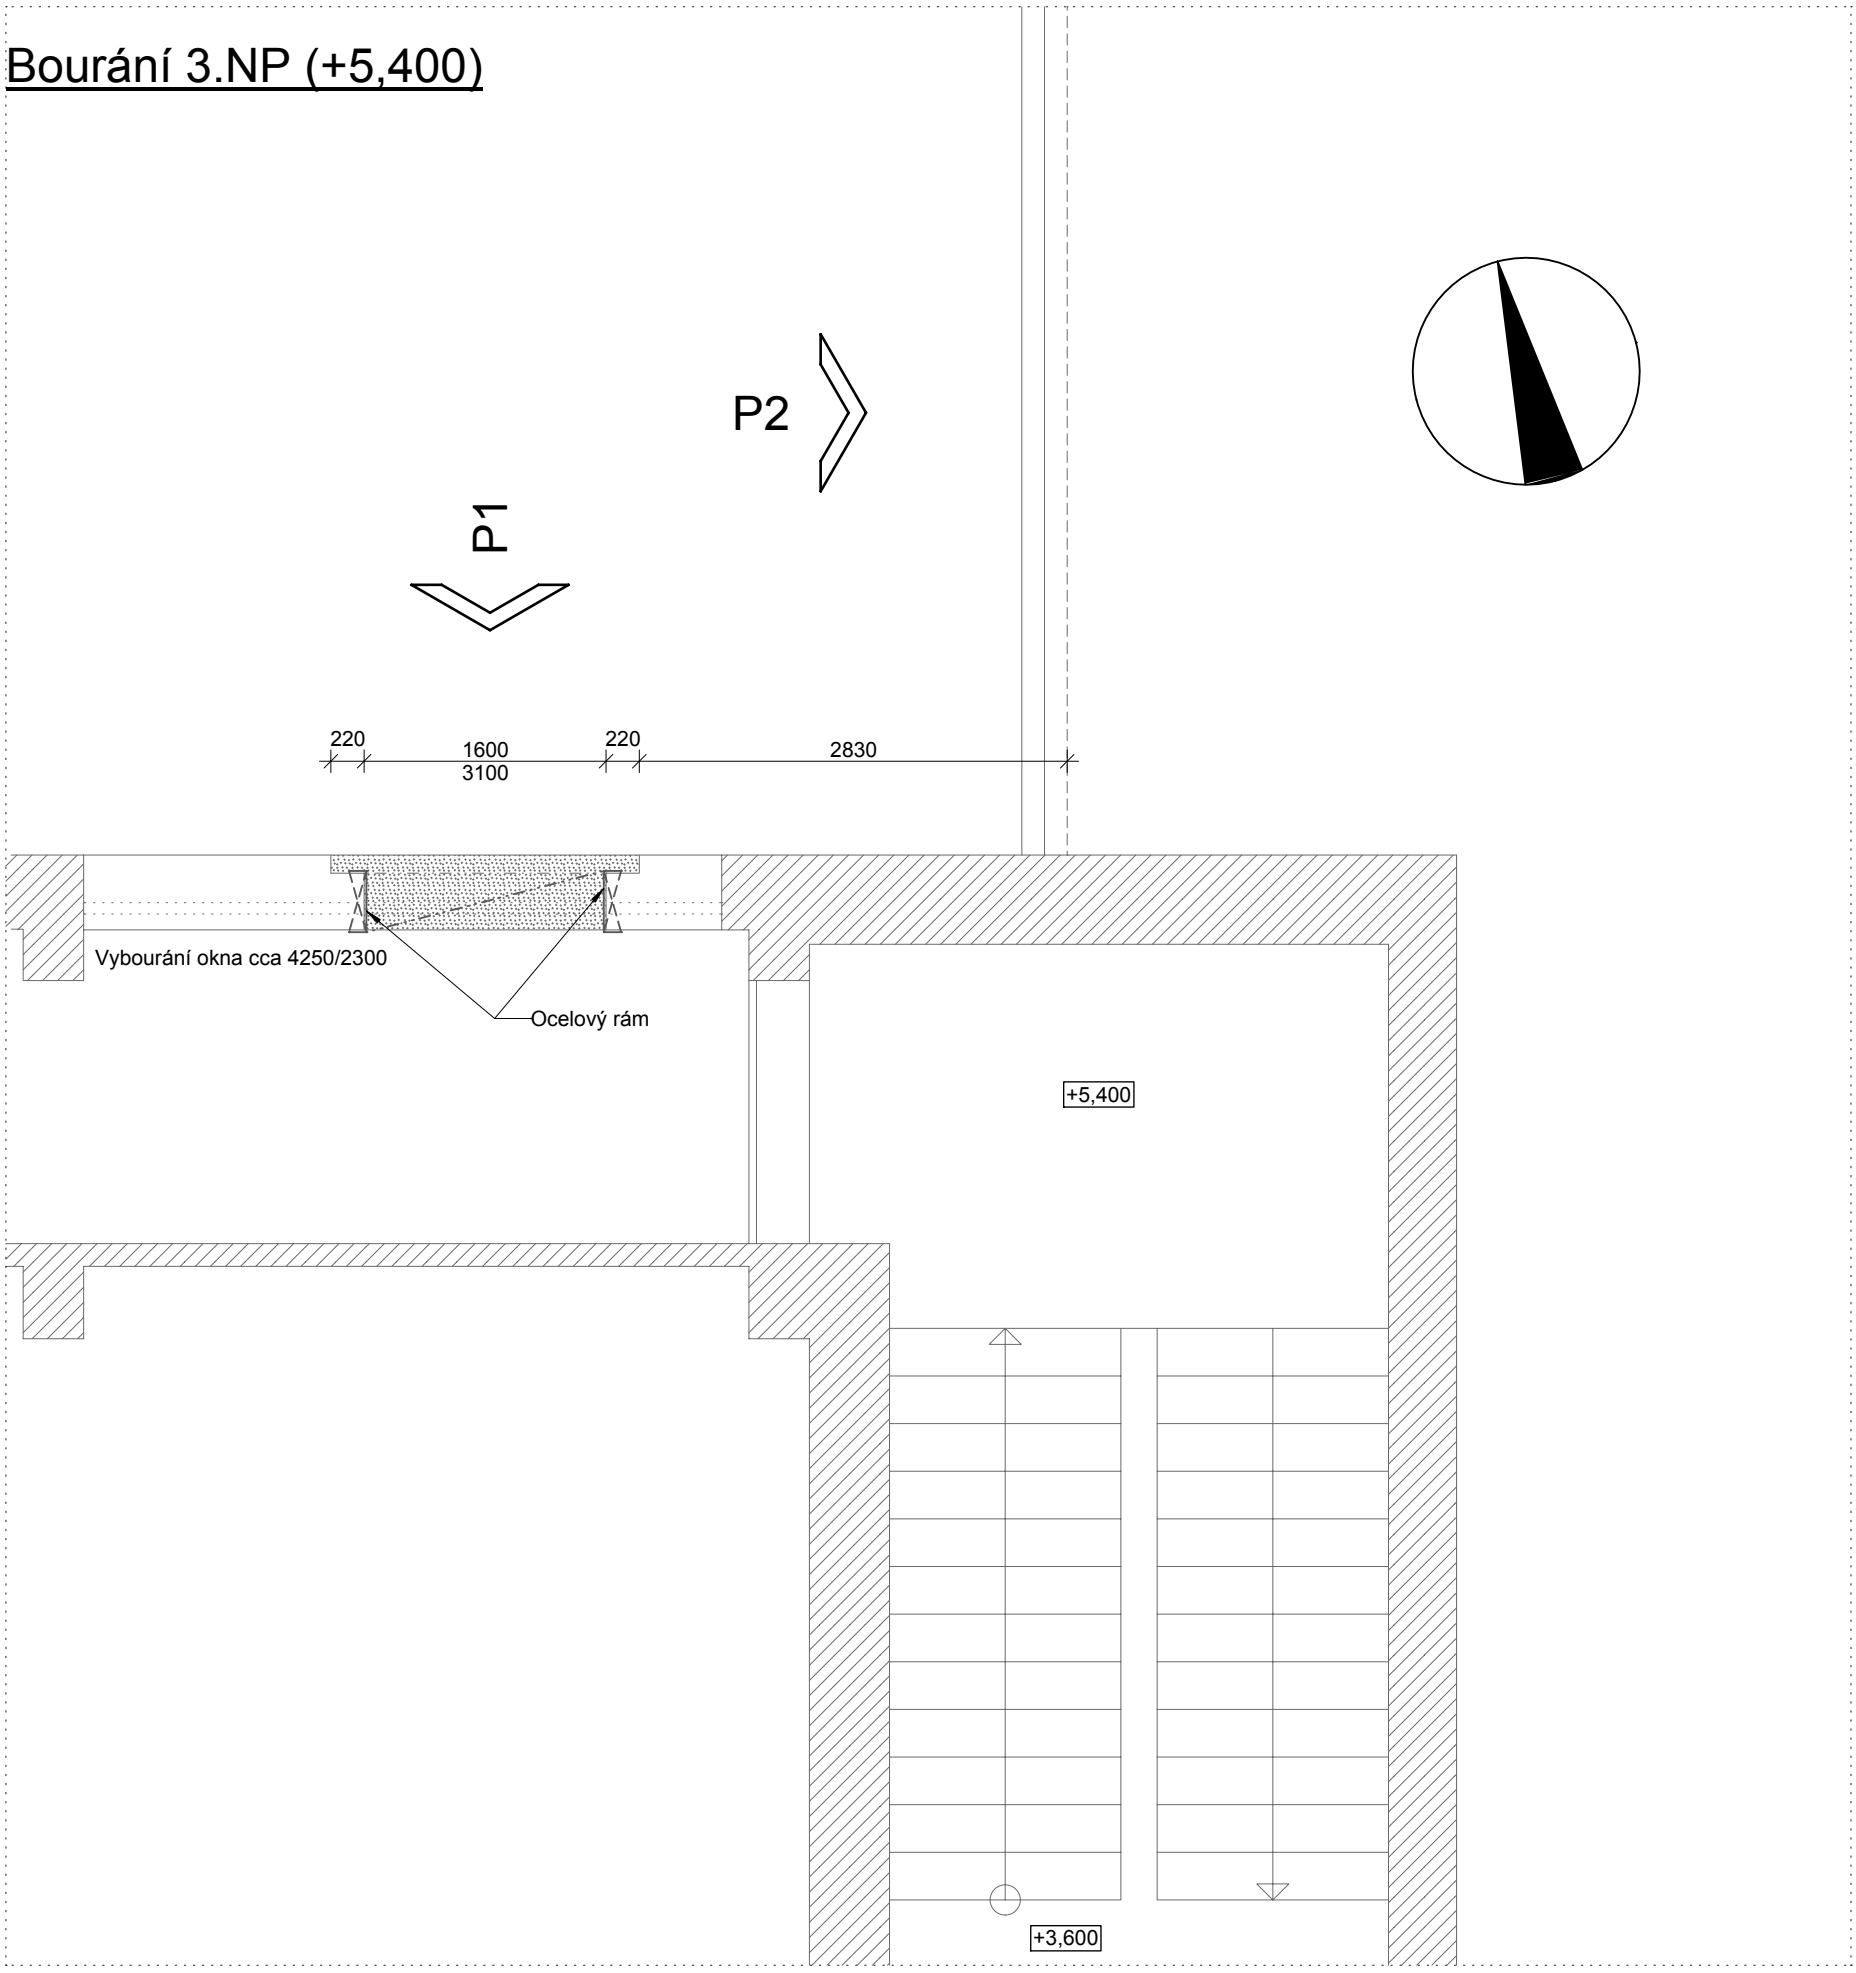 Bourání 3.NP (+5,400)
P2
P1
220
1600
3100
220
2830
Vybourání okna cca 4250/2300
Ocelový rám
+5,400
+3,600